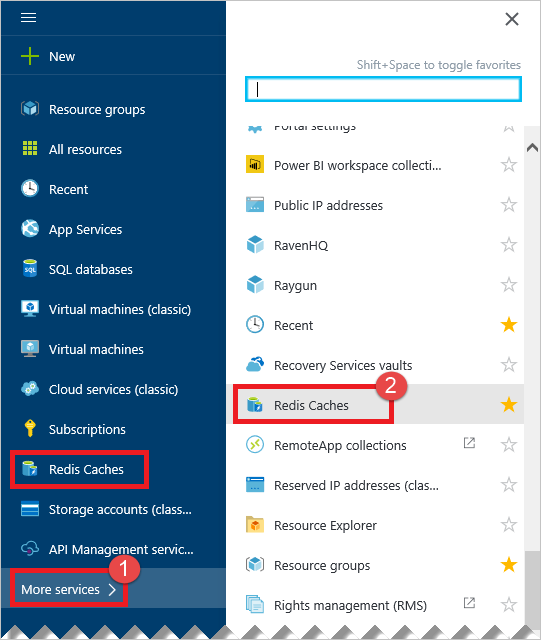 New
Resource groups
All resources
Recent
App Services
SQL databases
Virtual machines (classic)
Virtual machines
Cloud services (classic)
Subscriptions
Redis Caches
Storage accounts (class...
API Management servic...
More services
1
Shift+Space to toggle favorites
Portal settings
Power BI workspace collecti...
Public IP addresses
RavenHQ
Raygun
Recent
Recovery Services vaults
2
Redis Caches
RemoteApp collections
Reserved IP addresses (clas...
Resource Explorer
Resource groups
Rights management (RMS)